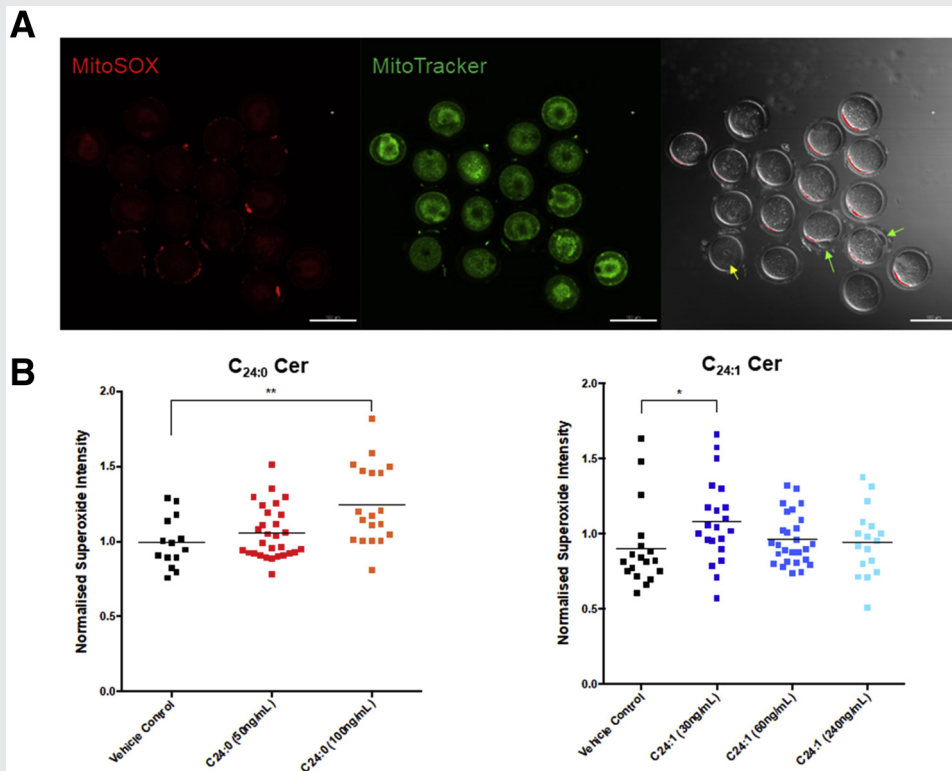 A
MitoSOX
MitoTracker
B
C24:0 Cer
**
2.0
1.5
1.0
0.5
0.0
Normalised Superoxide Intensity
Vehicle Control
C24:0 (50ng/mL)
C24:0 (100ng/mL)
C24:1 Cer
*
2.0
1.5
1.0
0.5
0.0
Normalised Superoxide Intensity
Vehicle Control
C24:1 (30ng/mL)
C24:1 (60ng/mL)
C24:1 (240ng/mL)